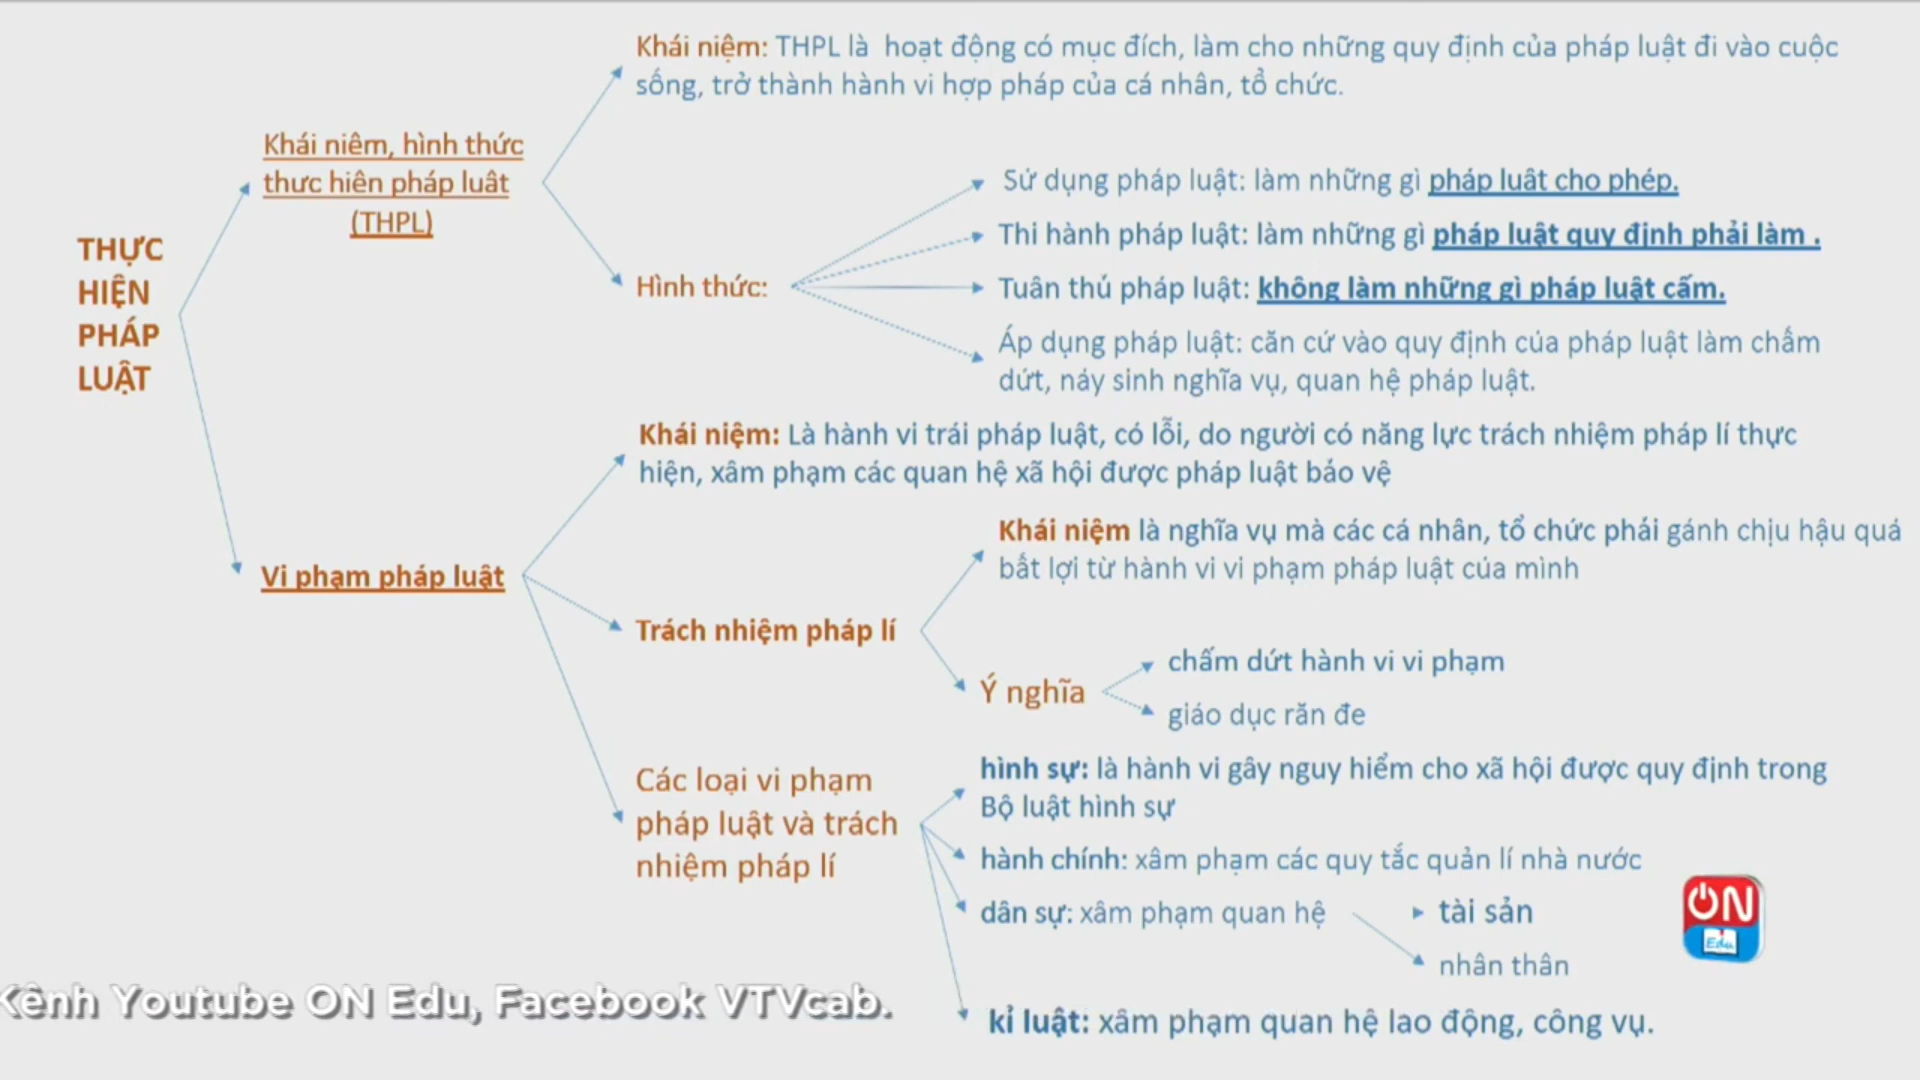 Khái niệm: THPL là hoạt động có mục đích, làm cho những quy định của pháp luật đi vào cuộc
sống, trở thành hành vi hợp pháp của cá nhân, tổ chức.
Khái niệm, hình thức
thực hiện pháp luật
(THPL)
Sử dụng pháp luật: làm những gì pháp luật cho phép.
THỰC
HIỆN
PHÁP
LUẬT
Thi hành pháp luật: làm những gì pháp luật quy định phải làm .
Hình thức:
Tuân thủ pháp luật: không làm những gì pháp luật cấm.
Áp dụng pháp luật: căn cứ vào quy định của pháp luật làm chấm
dứt, nảy sinh nghĩa vụ, quan hệ pháp luật.
Khái niệm: Là hành vi trái pháp luật, có lỗi, do người có năng lực trách nhiệm pháp lí thực
hiện, xâm phạm các quan hệ xã hội được pháp luật bảo vệ
Vi phạm pháp luật
Khái niệm là nghĩa vụ mà các cá nhân, tổ chức phải gánh chịu hậu quả
bất lợi từ hành vi vi phạm pháp luật của mình
Trách nhiệm pháp lí
Ý nghĩa
chấm dứt hành vi vi phạm
giáo dục răn đe
Các loại vi phạm
pháp luật và trách
nhiệm pháp lí
hình sự: là hành vi gây nguy hiểm cho xã hội được quy định trong
Bộ luật hình sự
hành chính: xâm phạm các quy tắc quản lí nhà nước
dân sự: xâm phạm quan hệ
tài sản
nhân thân
kỉ luật: xâm phạm quan hệ lao động, công vụ.
ON
Edu
Kênh Youtube ON Edu, Facebook VTVcab.